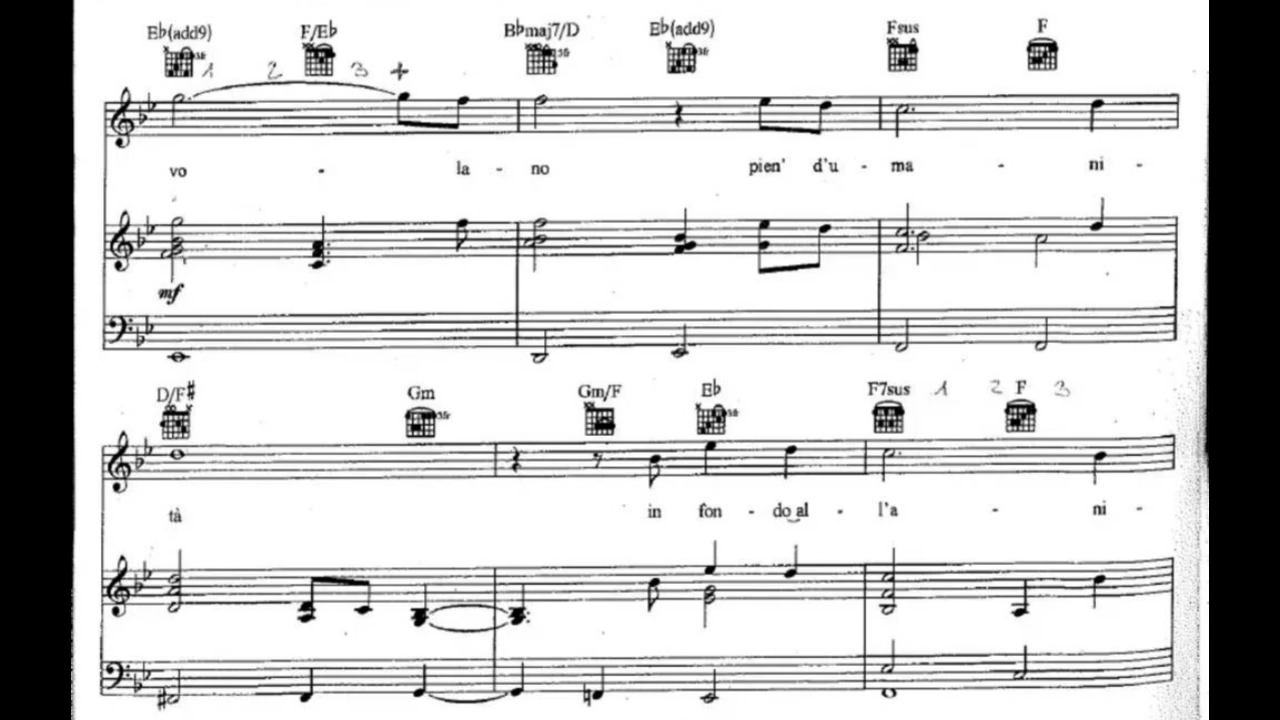 Eb(add9) F/Eb Bbmaj7/D Eb(add9) Fsus F
1 2 3 +
vo - la - no pien' d'u - ma - ni -
mf
D/F# Gm Gm/F Eb F7sus 1 2 F 3
tà in fon - do al - l'a - ni -